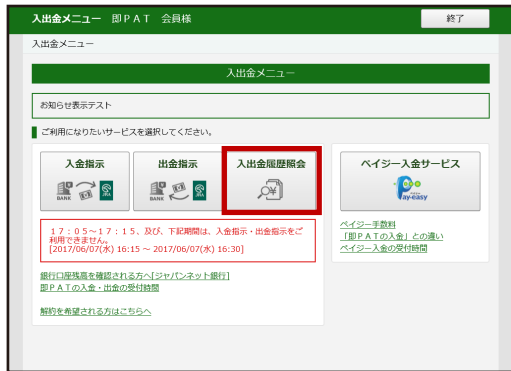 入出金メニュー 即PAT 会員様
終了
入出金メニュー
入出金メニュー
お知らせ表示テスト
ご利用になりたいサービスを選択してください。
入金指示
出金指示
入出金履歴照会
ペイジー入金サービス
BANK
JRA
BANK
JRA
¥
Pay-easy
17:05～17:15、及び、下記期間は、入金指示・出金指示をご
利用できません。
[2017/06/07(水) 16:15 ～ 2017/06/07(水) 16:30]
ペイジー手数料
「即PATの入金」との違い
ペイジー入金の受付時間
銀行口座残高を確認される方へ[ジャパンネット銀行]
即PATの入金・出金の受付時間
解約を希望される方はこちらへ